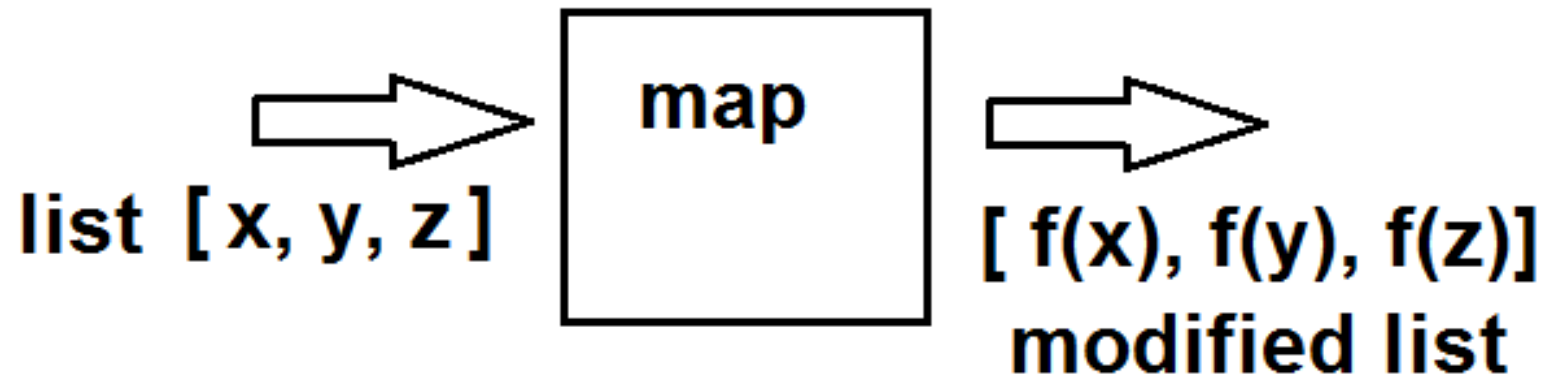 map
list [ x, y, z ]
[ f(x), f(y), f(z)]
modified list